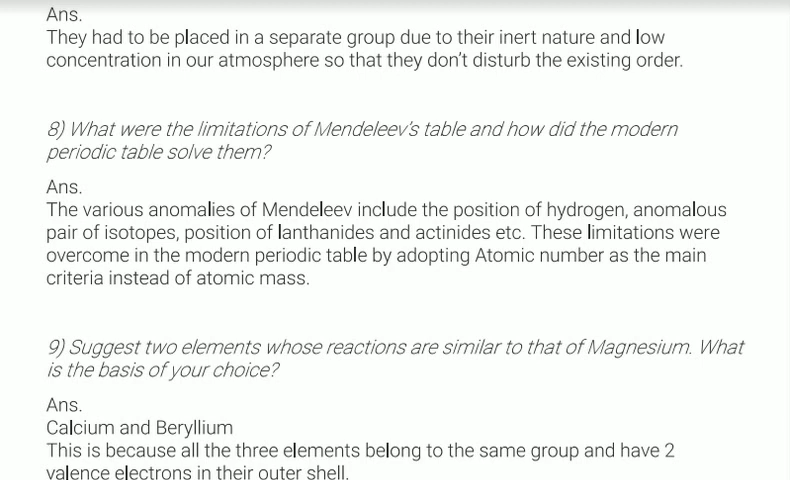 Ans.
They had to be placed in a separate group due to their inert nature and low
concentration in our atmosphere so that they don't disturb the existing order.
8) What were the limitations of Mendeleev's table and how did the modern
periodic table solve them?
Ans.
The various anomalies of Mendeleev include the position of hydrogen, anomalous
pair of isotopes, position of lanthanides and actinides etc. These limitations were
overcome in the modern periodic table by adopting Atomic number as the main
criteria instead of atomic mass.
9) Suggest two elements whose reactions are similar to that of Magnesium. What
is the basis of your choice?
Ans.
Calcium and Beryllium
This is because all the three elements belong to the same group and have 2
valence electrons in their outer shell.